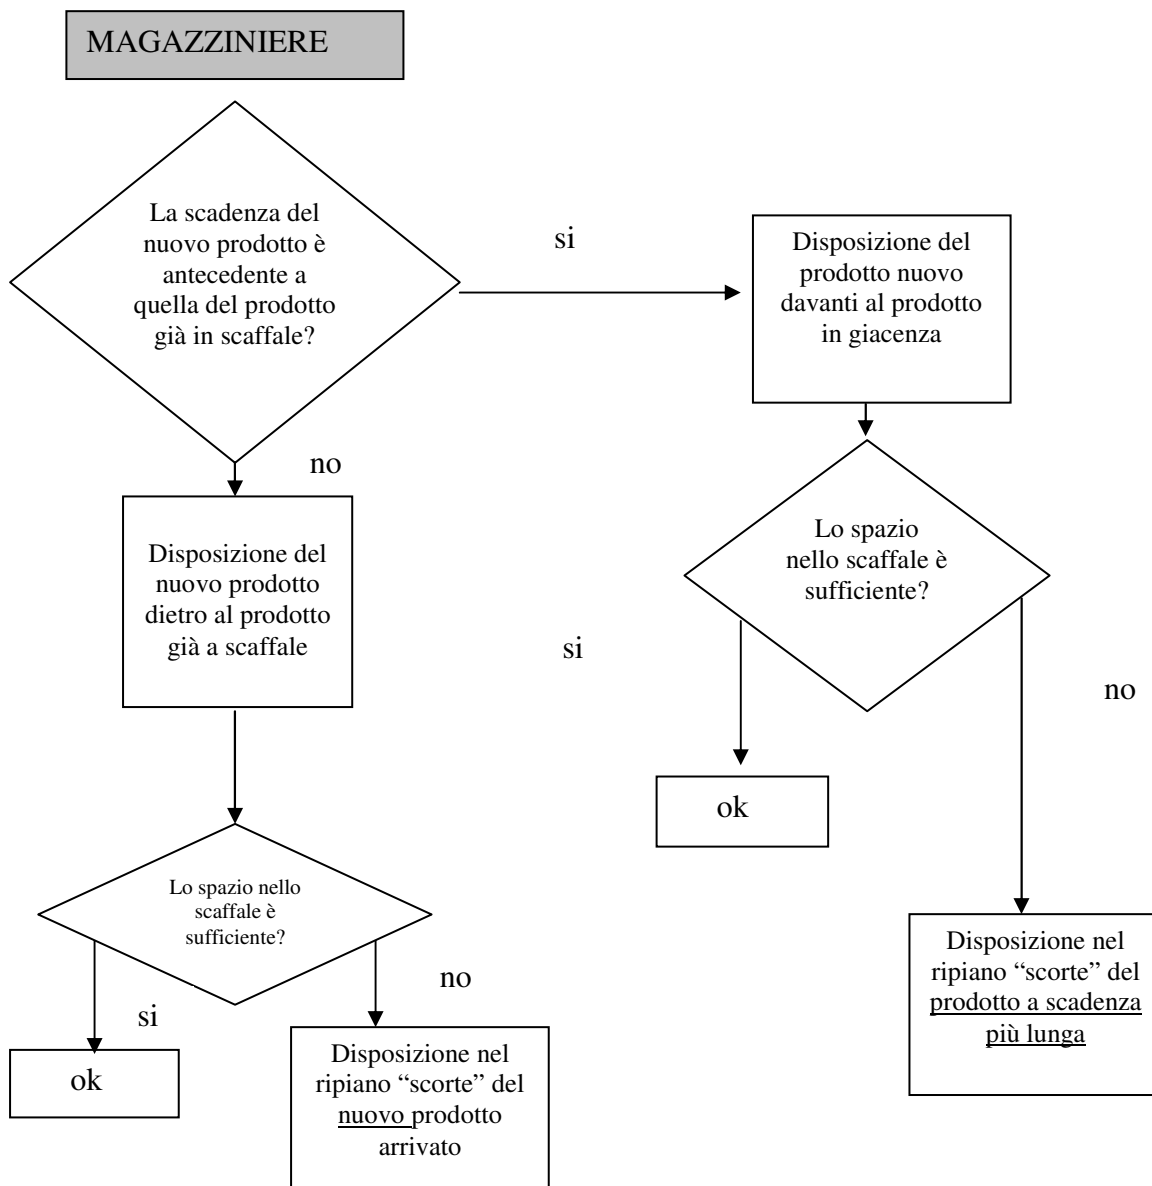 MAGAZZINIERE
La scadenza del
nuovo prodotto è
antecedente a
quella del prodotto
già in scaffale?
si
Disposizione del
prodotto nuovo
davanti al prodotto
in giacenza
no
Disposizione del
nuovo prodotto
dietro al prodotto
già a scaffale
Lo spazio
nello scaffale è
sufficiente?
si
no
ok
Lo spazio nello
scaffale è
sufficiente?
si
no
ok
Disposizione nel
ripiano “scorte” del
nuovo prodotto
arrivato
Disposizione nel
ripiano “scorte” del
prodotto a scadenza
più lunga